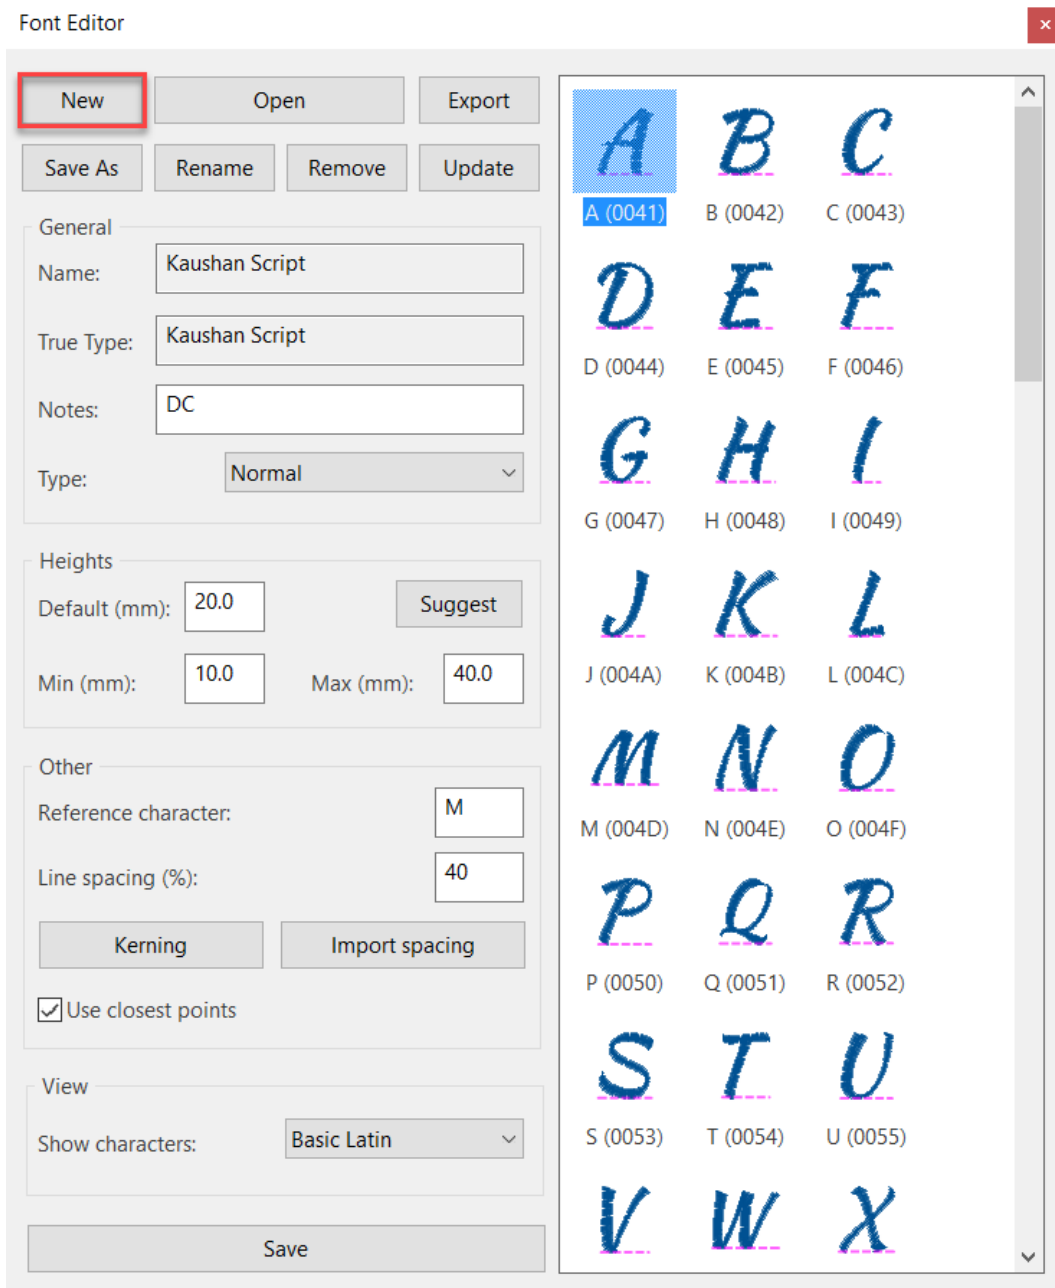 Font Editor
New Open Export
Save As Rename Remove Update
General
Name: Kaushan Script
True Type: Kaushan Script
Notes: DC
Type: Normal
Heights
Default (mm): 20.0 Suggest
Min (mm): 10.0 Max (mm): 40.0
Other
Reference character: M
Line spacing (%): 40
Kerning Import spacing
Use closest points
View
Show characters: Basic Latin
Save
A B C
A (0041) B (0042) C (0043)
D E F
D (0044) E (0045) F (0046)
G H I
G (0047) H (0048) I (0049)
J K L
J (004A) K (004B) L (004C)
M N O
M (004D) N (004E) O (004F)
P Q R
P (0050) Q (0051) R (0052)
S T U
S (0053) T (0054) U (0055)
V W X